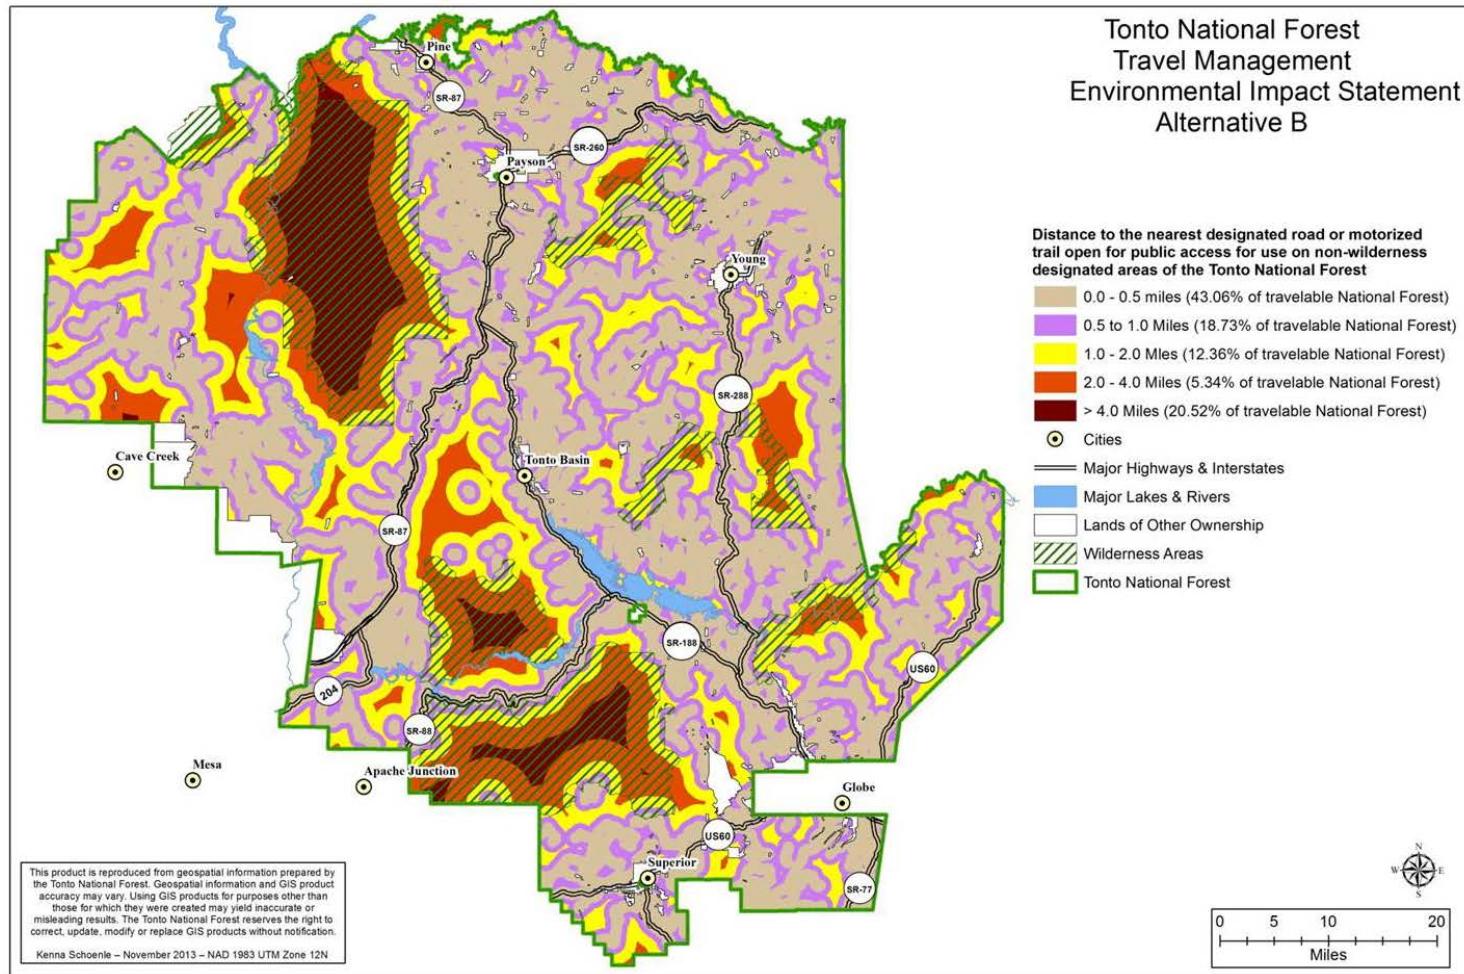 Tonto National Forest
Travel Management
Environmental Impact Statement
Alternative B
Distance to the nearest designated road or motorized
trail open for public access for use on non-wilderness
designated areas of the Tonto National Forest
0.0 - 0.5 miles (43.06% of travelable National Forest)
0.5 to 1.0 Miles (18.73% of travelable National Forest)
1.0 - 2.0 Mles (12.36% of travelable National Forest)
2.0 - 4.0 Miles (5.34% of travelable National Forest)
> 4.0 Miles (20.52% of travelable National Forest)
Cities
Major Highways & Interstates
Major Lakes & Rivers
Lands of Other Ownership
Wilderness Areas
Tonto National Forest
Pine
SR-87
SR-260
Payson
Young
SR-288
Cave Creek
Tonto Basin
SR-87
SR-188
US60
204
SR-88
Mesa
Apache Junction
Globe
US60
Superior
SR-77
This product is reproduced from geospatial information prepared by
the Tonto National Forest. Geospatial information and GIS product
accuracy may vary. Using GIS products for purposes other than
those for which they were created may yield inaccurate or
misleading results. The Tonto National Forest reserves the right to
correct, update, modify or replace GIS products without notification.
Kenna Schoenle – November 2013 – NAD 1983 UTM Zone 12N
N
W E
S
0 5 10 20
Miles